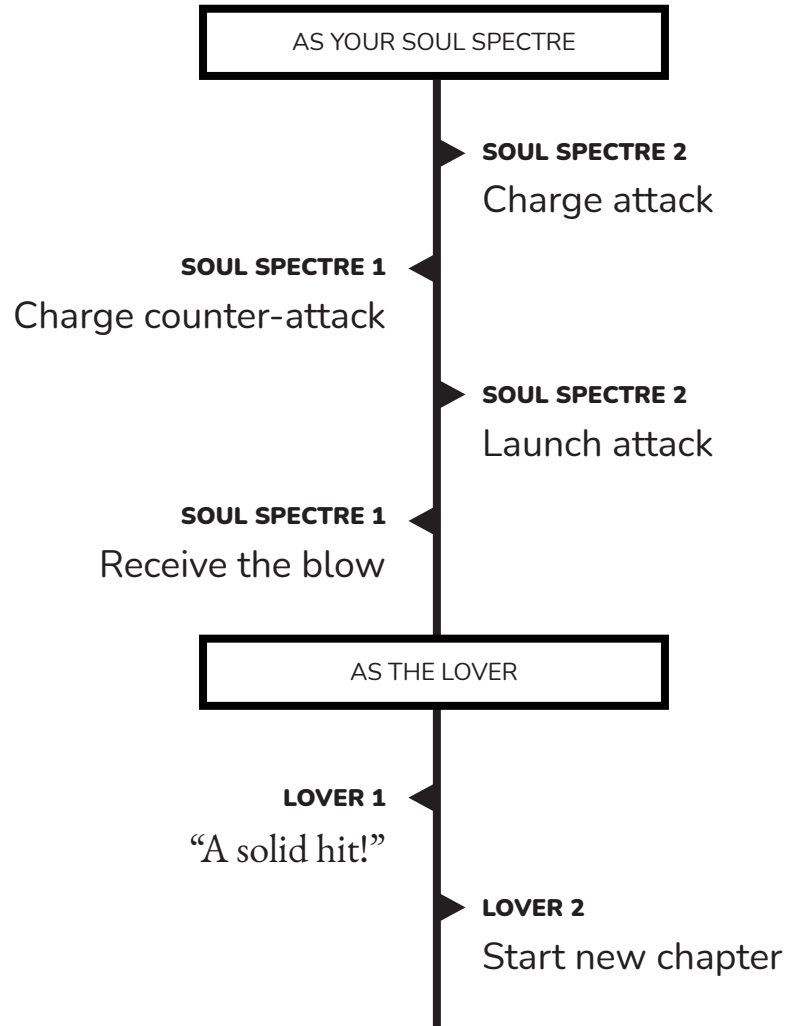 AS YOUR SOUL SPECTRE
SOUL SPECTRE 2
Charge attack
SOUL SPECTRE 1
Charge counter-attack
SOUL SPECTRE 2
Launch attack
SOUL SPECTRE 1
Receive the blow
AS THE LOVER
LOVER 1
“A solid hit!”
LOVER 2
Start new chapter